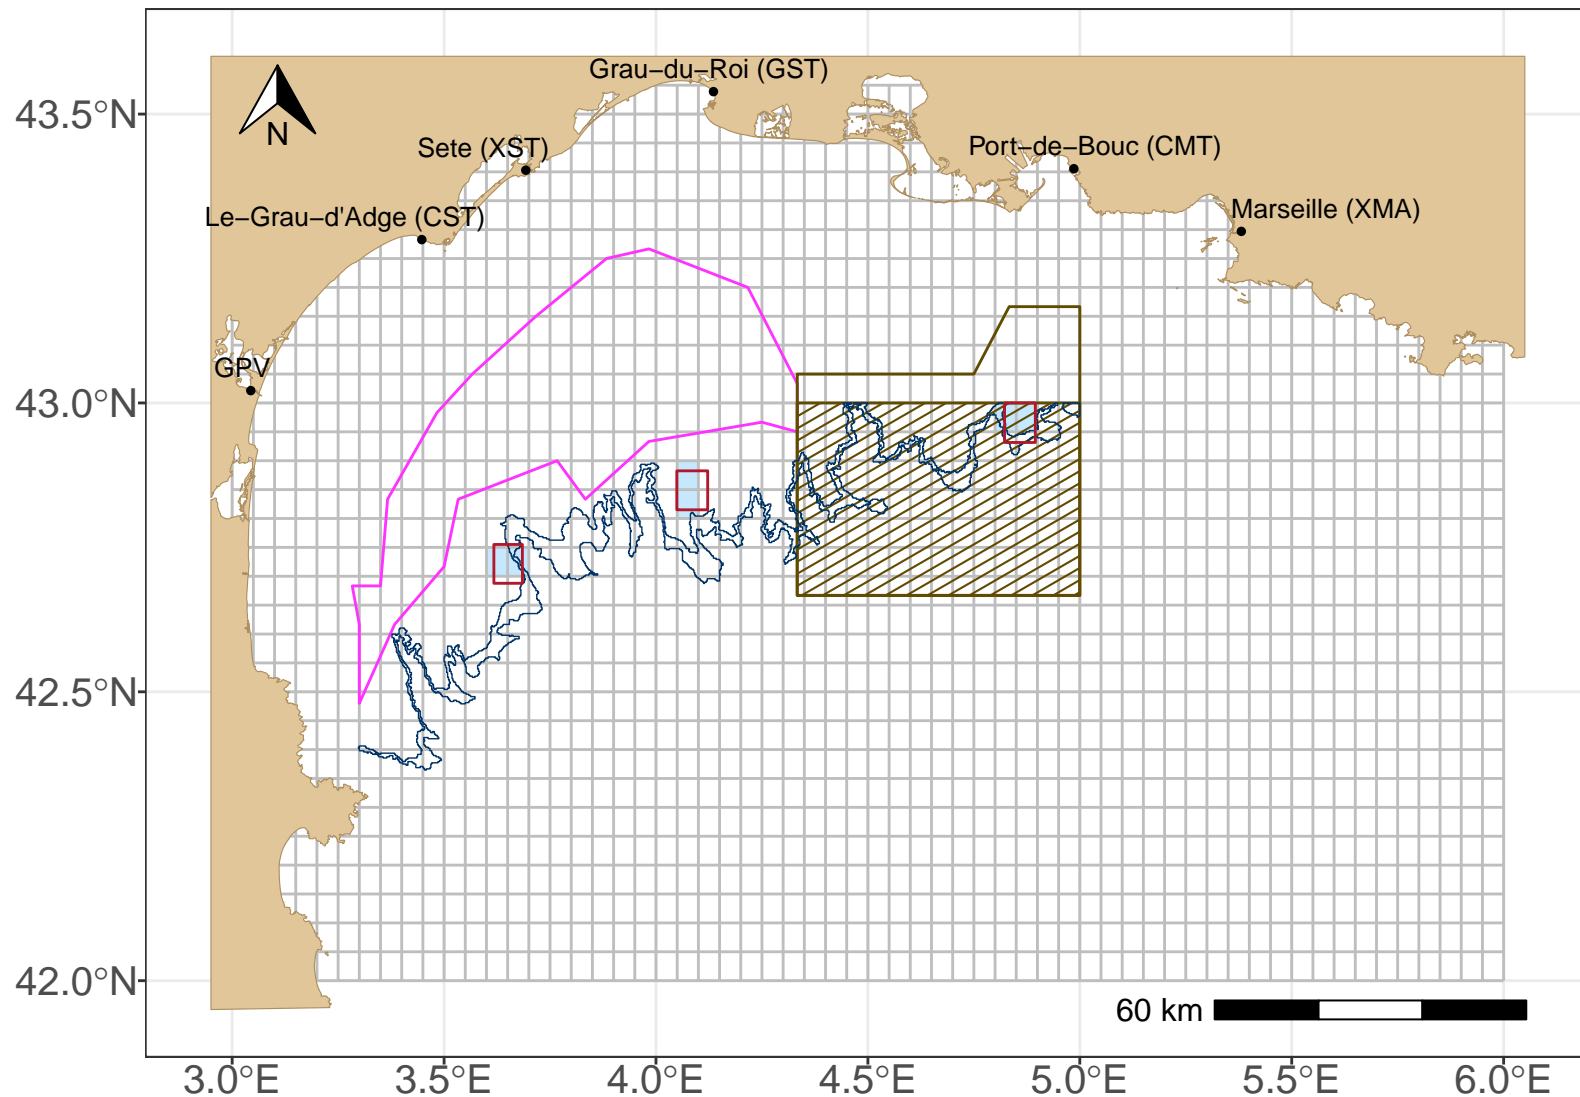 Grau−du−Roi (GST)
43.5°N
N
Sete (XST)
Port−de−Bouc (CMT)
Le−Grau−d'Adge (CST)
Marseille (XMA)
GPV
43.0°N
42.5°N
42.0°N
60 km
3.0°E 3.5°E 4.0°E 4.5°E 5.0°E 5.5°E 6.0°E